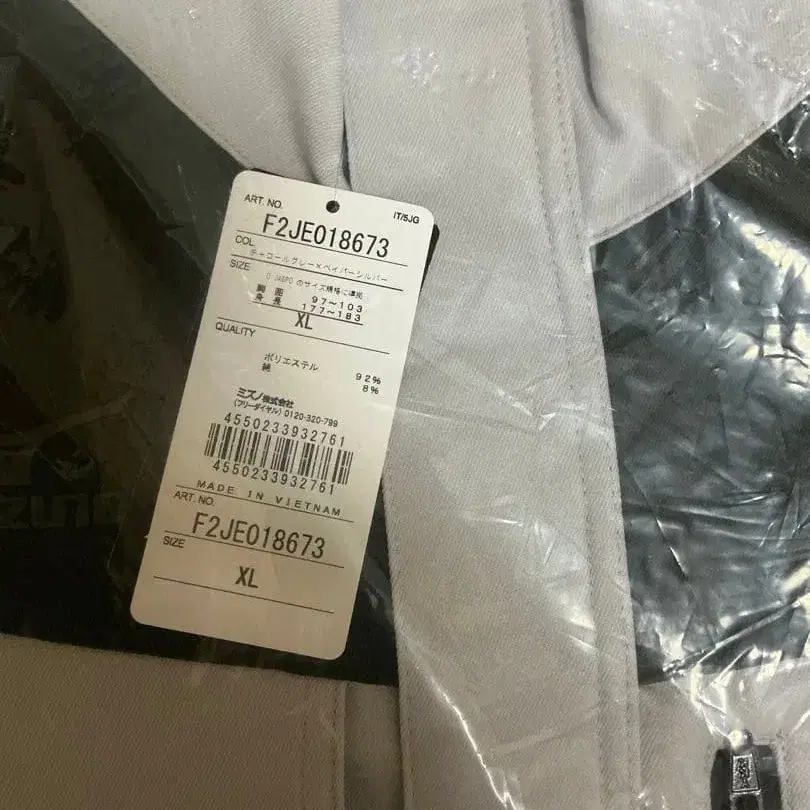 ART. NO.
IT/5JG
F2JE018673
COL.
チャコールグレー×ベイパーシルバー
SIZE
のサイズ規格に準拠
胸囲 97~103
身長 177~183
XL
QUALITY
ポリエステル 92%
綿 8%
ミズノ株式会社
(フリーダイヤル) 0120-320-799
4550233932761
4550233932761
MADE IN VIETNAM
ART. NO.
F2JE018673
SIZE
XL